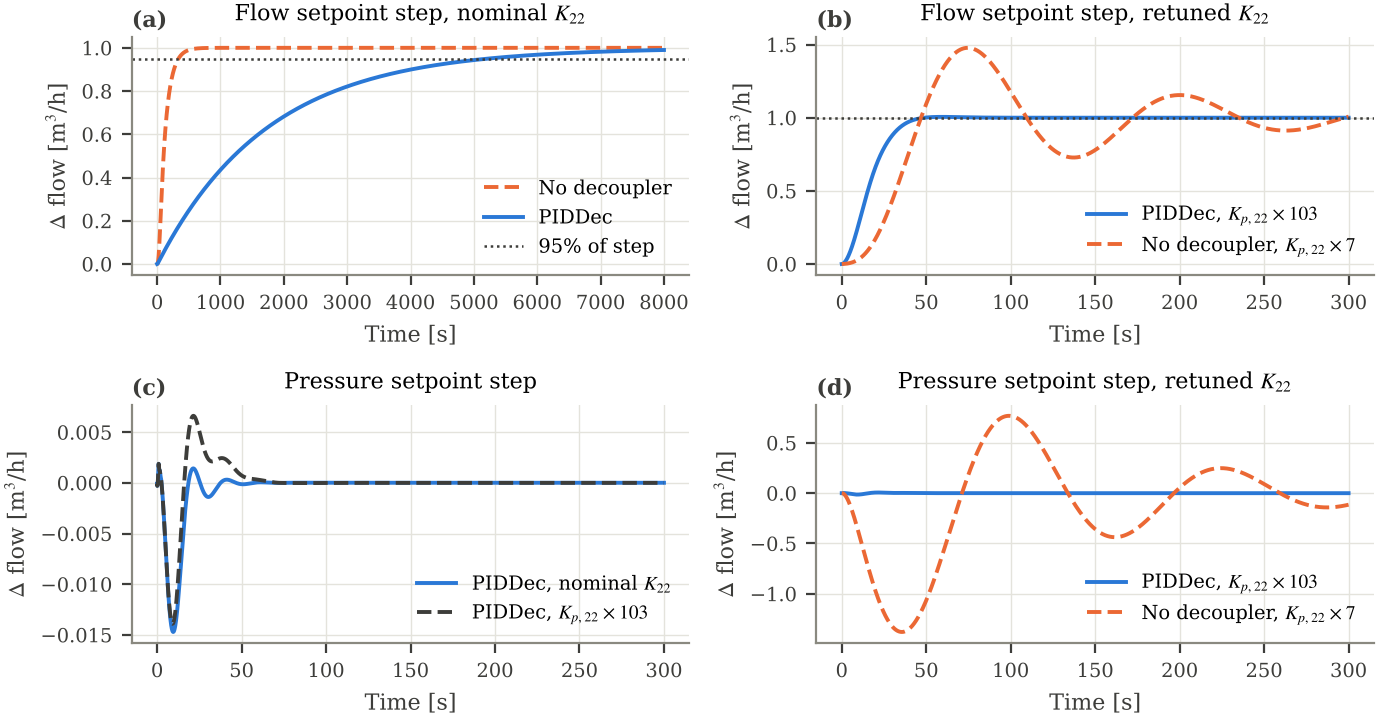 (a) Flow setpoint step, nominal K₂₂
Δ flow [m³/h]
1.0
0.8
0.6
0.4
0.2
0.0
No decoupler
PIDDec
95% of step
0 1000 2000 3000 4000 5000 6000 7000 8000
Time [s]
(b) Flow setpoint step, retuned K₂₂
Δ flow [m³/h]
1.5
1.0
0.5
0.0
PIDDec, Kₚ,₂₂ × 103
No decoupler, Kₚ,₂₂ × 7
0 50 100 150 200 250 300
Time [s]
(c) Pressure setpoint step
Δ flow [m³/h]
0.005
0.000
−0.005
−0.010
−0.015
PIDDec, nominal K₂₂
PIDDec, Kₚ,₂₂ × 103
0 50 100 150 200 250 300
Time [s]
(d) Pressure setpoint step, retuned K₂₂
Δ flow [m³/h]
0.5
0.0
−0.5
−1.0
PIDDec, Kₚ,₂₂ × 103
No decoupler, Kₚ,₂₂ × 7
0 50 100 150 200 250 300
Time [s]